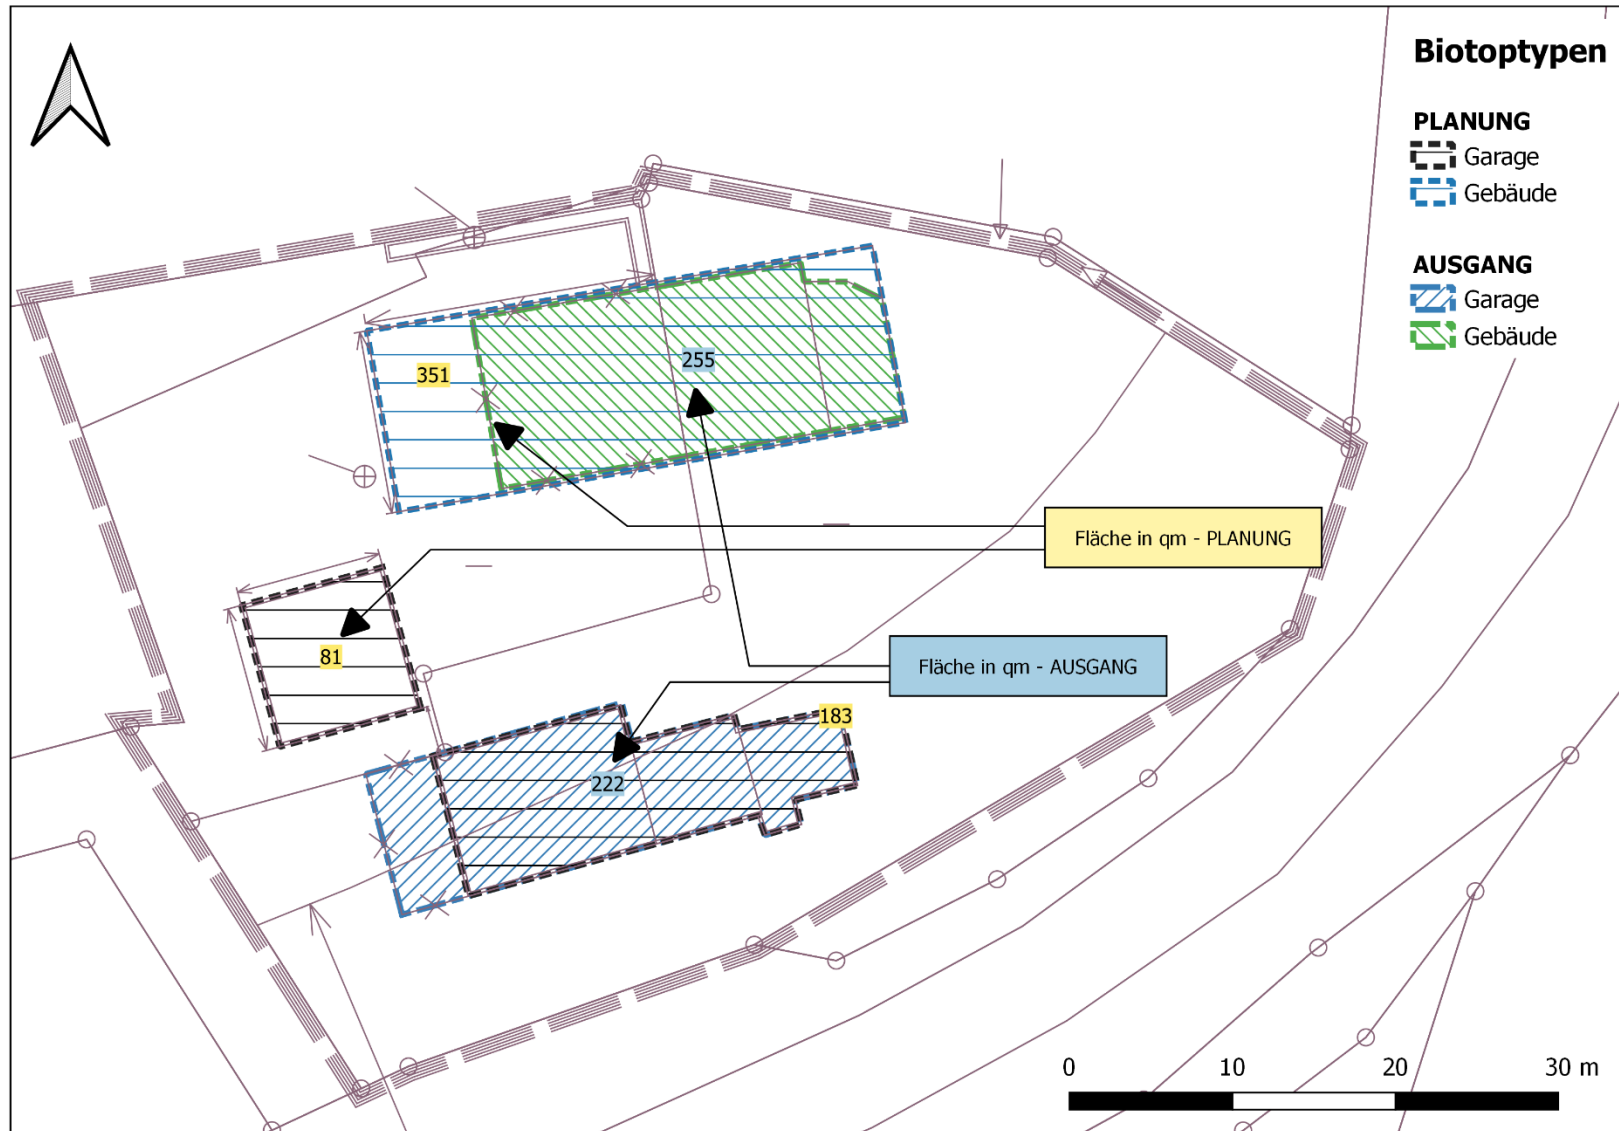 Biotoptypen
PLANUNG
Garage
Gebäude
AUSGANG
Garage
Gebäude
255
351
Fläche in qm - PLANUNG
81
Fläche in qm - AUSGANG
183
222
0 10 20 30 m